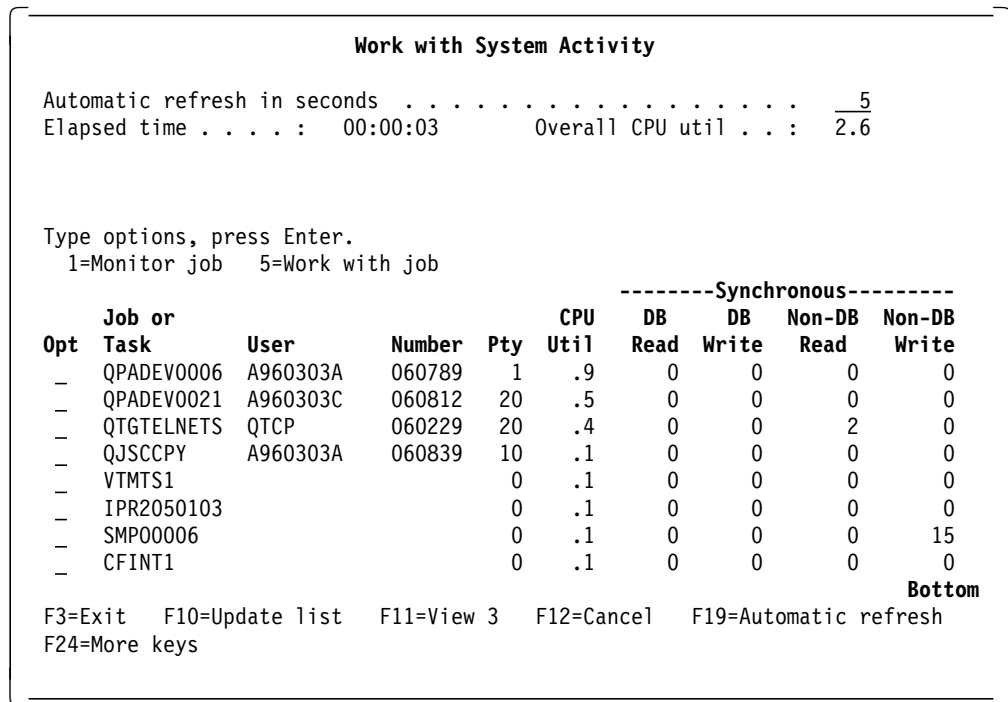 Work with System Activity
Automatic refresh in seconds . . . . . . . . . . . . . . . . . 5
Elapsed time . . . . : 00:00:03 Overall CPU util . . : 2.6
Type options, press Enter.
1=Monitor job 5=Work with job
--------Synchronous---------
Job or CPU DB DB Non-DB Non-DB
Opt Task User Number Pty Util Read Write Read Write
_ QPADEV0006 A960303A 060789 1 .9 0 0 0 0
_ QPADEV0021 A960303C 060812 20 .5 0 0 0 0
_ QTGTELNETS QTCP 060229 20 .4 0 0 2 0
_ QJSCCPY A960303A 060839 10 .1 0 0 0 0
_ VTMTS1 0 .1 0 0 0 0
_ IPR2050103 0 .1 0 0 0 0
_ SMPO0006 0 .1 0 0 0 15
_ CFINT1 0 .1 0 0 0 0
Bottom
F3=Exit F10=Update list F11=View 3 F12=Cancel F19=Automatic refresh
F24=More keys